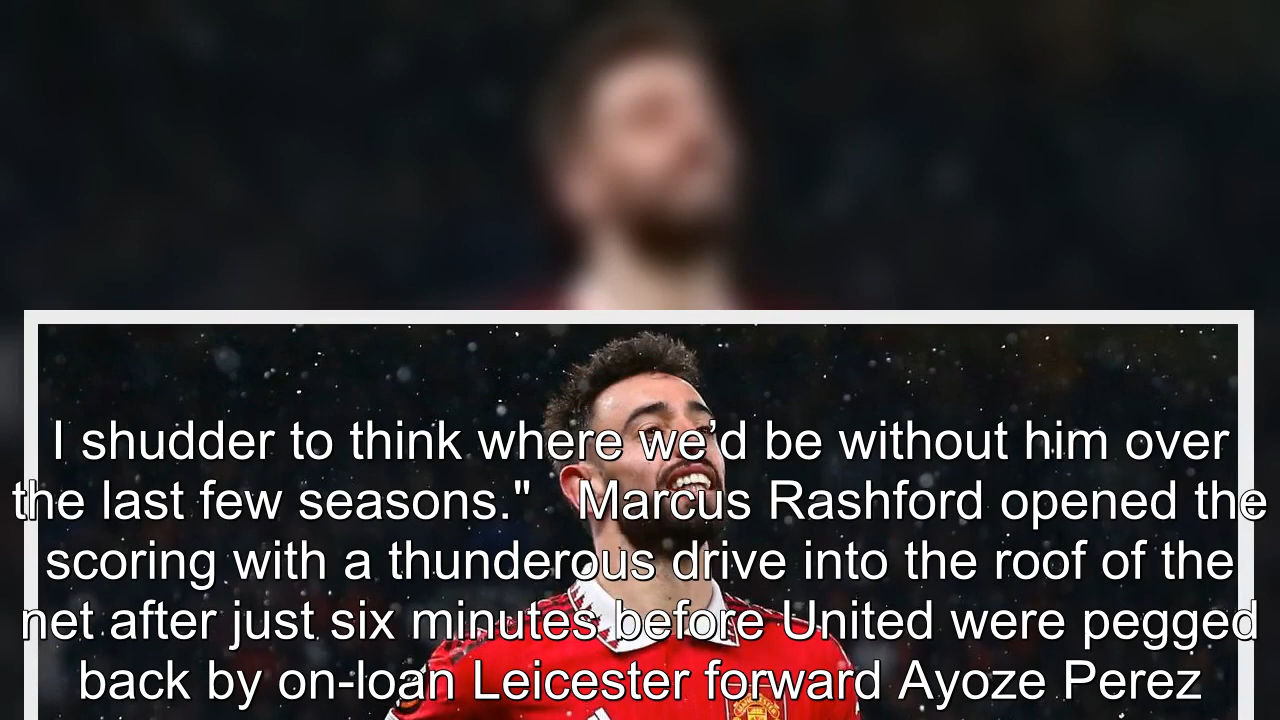 I shudder to think where we’d be without him over
the last few seasons."   Marcus Rashford opened the
scoring with a thunderous drive into the roof of the
net after just six minutes before United were pegged
back by on-loan Leicester forward Ayoze Perez